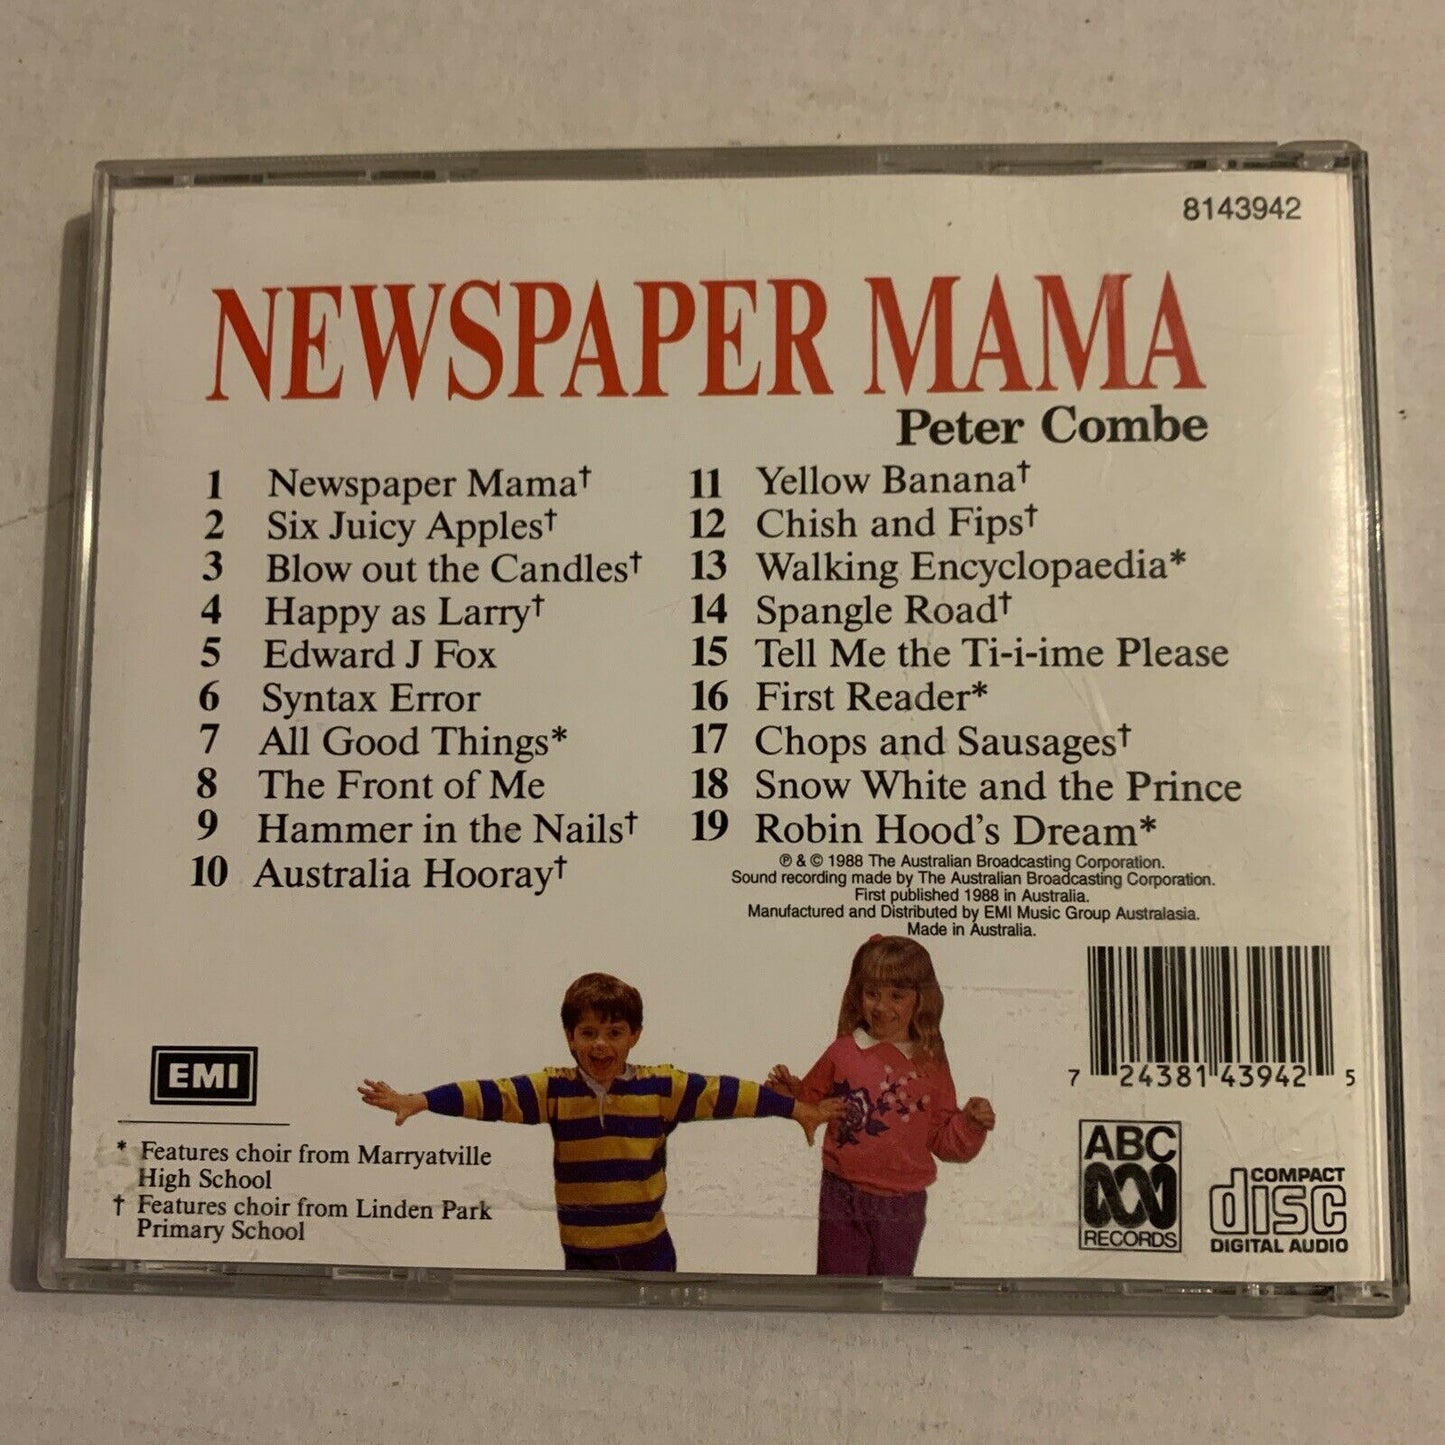 8143942
NEWSPAPER MAMA
Peter Combe
1 Newspaper Mama†
2 Six Juicy Apples†
3 Blow out the Candles†
4 Happy as Larry†
5 Edward J Fox
6 Syntax Error
7 All Good Things*
8 The Front of Me
9 Hammer in the Nails†
10 Australia Hooray†
11 Yellow Banana†
12 Chish and Fips†
13 Walking Encyclopaedia*
14 Spangle Road†
15 Tell Me the Ti-i-ime Please
16 First Reader*
17 Chops and Sausages†
18 Snow White and the Prince
19 Robin Hood's Dream*
℗ & © 1988 The Australian Broadcasting Corporation.
Sound recording made by The Australian Broadcasting Corporation.
First published 1988 in Australia.
Manufactured and Distributed by EMI Music Group Australasia.
Made in Australia.
EMI
* Features choir from Marryatville
High School
† Features choir from Linden Park
Primary School
7 24381 43942 5
ABC
RECORDS
COMPACT
disc
DIGITAL AUDIO